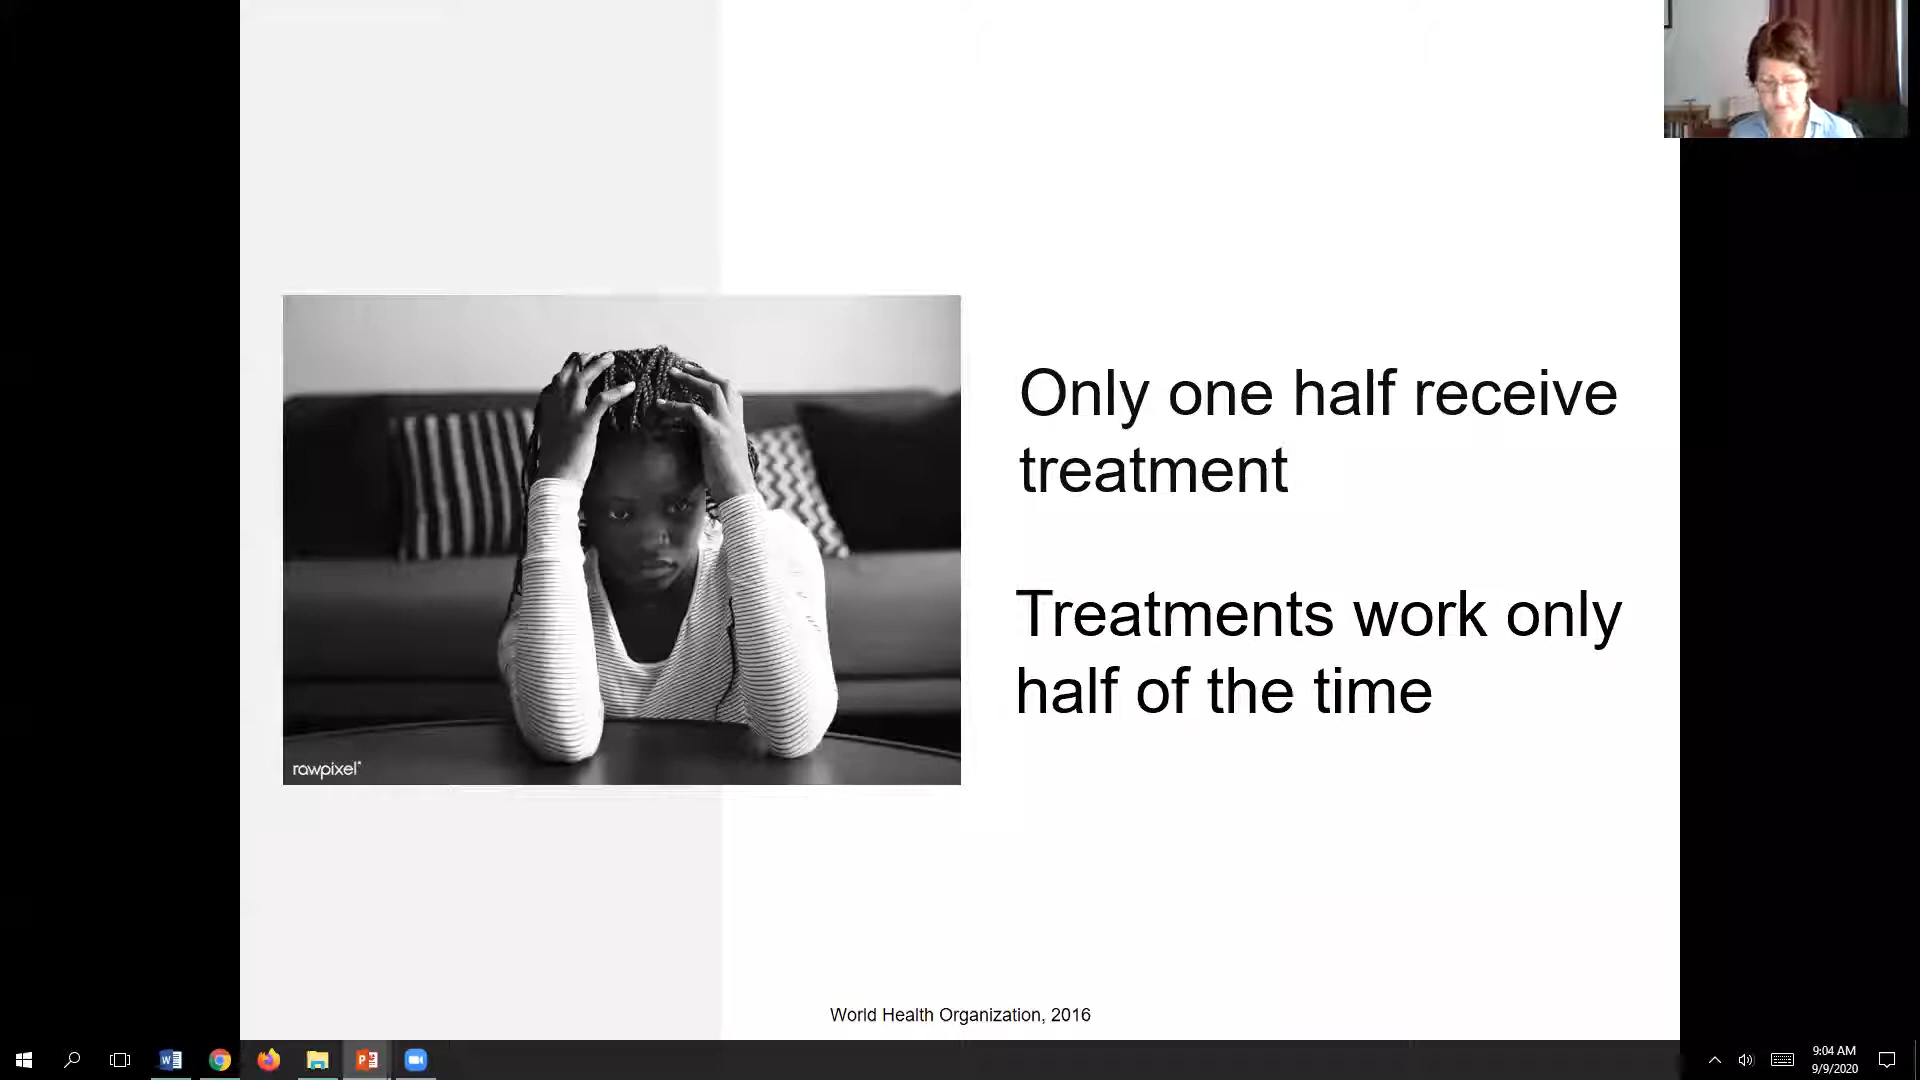 Only one half receive
treatment
Treatments work only
half of the time
rawpixel
World Health Organization, 2016
9:04 AM
9/9/2020